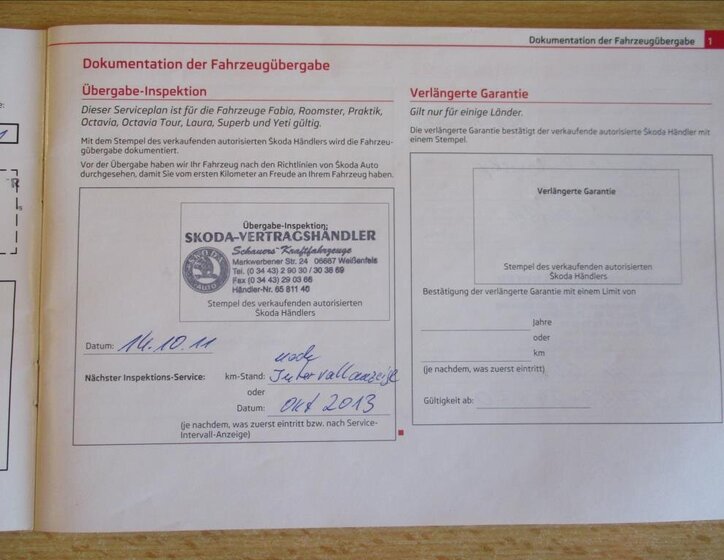 Dokumentation der Fahrzeugübergabe 1
Dokumentation der Fahrzeugübergabe
Übergabe-Inspektion
Dieser Serviceplan ist für die Fahrzeuge Fabia, Roomster, Praktik,
Octavia, Octavia Tour, Laura, Superb und Yeti gültig.
Mit dem Stempel des verkaufenden autorisierten Škoda Händlers wird die Fahrzeu-
gübergabe dokumentiert.
Vor der Übergabe haben wir Ihr Fahrzeug nach den Richtlinien von Škoda Auto
durchgesehen, damit Sie vom ersten Kilometer an Freude an Ihrem Fahrzeug haben.
Übergabe-Inspektion:
SKODA-VERTRAGSHÄNDLER
Schauers Kraftfahrzeuge
Markwerbener Str. 24 06667 Weißenfels
Tel. (0 34 43) 2 90 30 / 30 38 69
Fax (0 34 43) 29 03 66
Händler-Nr. 65 811 46
SKODA
AUTO
Stempel des verkaufenden autorisierten
Škoda Händlers
Datum: 14.10.11
Nächster Inspektions-Service: km-Stand: nach
Intervallanzeige
oder
Datum: Okt 2013
(je nachdem, was zuerst eintritt bzw. nach Service-
Intervall-Anzeige)
Verlängerte Garantie
Gilt nur für einige Länder.
Die verlängerte Garantie bestätigt der verkaufende autorisierte Škoda Händler mit
einem Stempel.
Verlängerte Garantie
Stempel des verkaufenden autorisierten
Škoda Händlers
Bestätigung der verlängerten Garantie mit einem Limit von
Jahre
oder
km
(je nachdem, was zuerst eintritt)
Gültigkeit ab: